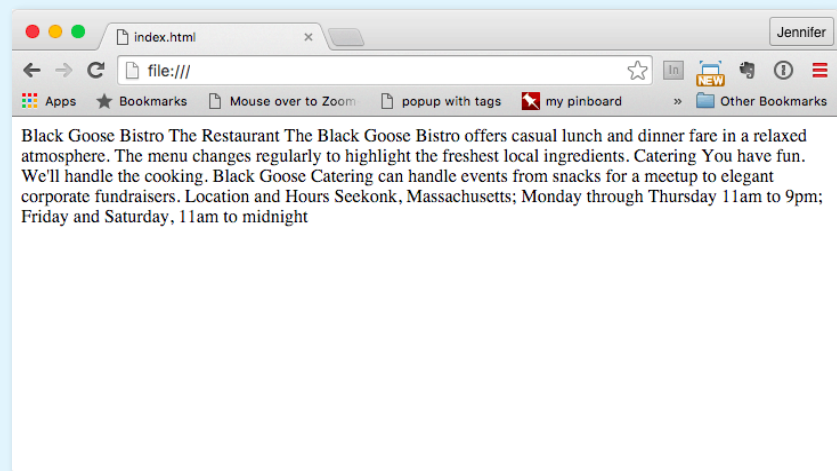 index.html
Jennifer
file:///
In
NEW
Apps
Bookmarks
Mouse over to Zoom
popup with tags
my pinboard
»
Other Bookmarks
Black Goose Bistro The Restaurant The Black Goose Bistro offers casual lunch and dinner fare in a relaxed
atmosphere. The menu changes regularly to highlight the freshest local ingredients. Catering You have fun.
We'll handle the cooking. Black Goose Catering can handle events from snacks for a meetup to elegant
corporate fundraisers. Location and Hours Seekonk, Massachusetts; Monday through Thursday 11am to 9pm;
Friday and Saturday, 11am to midnight